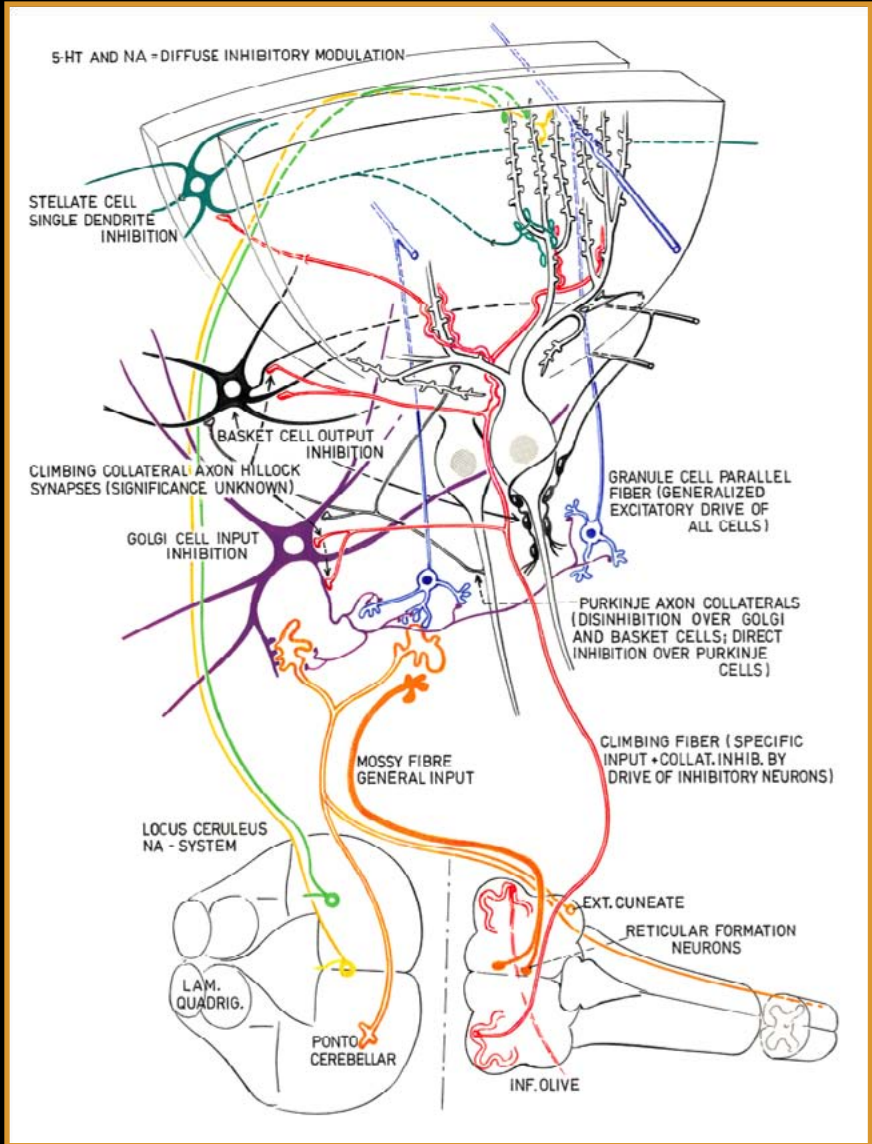 5-HT AND NA = DIFFUSE INHIBITORY MODULATION
STELLATE CELL
SINGLE DENDRITE
INHIBITION
BASKET CELL OUTPUT
INHIBITION
CLIMBING COLLATERAL AXON HILLOCK
SYNAPSES (SIGNIFICANCE UNKNOWN)
GOLGI CELL INPUT
INHIBITION
GRANULE CELL PARALLEL
FIBER (GENERALIZED
EXCITATORY DRIVE OF
ALL CELLS)
PURKINJE AXON COLLATERALS
(DISINHIBITION OVER GOLGI
AND BASKET CELLS; DIRECT
INHIBITION OVER PURKINJE
CELLS)
MOSSY FIBRE
GENERAL INPUT
CLIMBING FIBER (SPECIFIC
INPUT + COLLAT. INHIB. BY
DRIVE OF INHIBITORY NEURONS)
LOCUS CERULEUS
NA - SYSTEM
EXT. CUNEATE
RETICULAR FORMATION
NEURONS
LAM.
QUADRIG.
PONTO
CEREBELLAR
INF. OLIVE